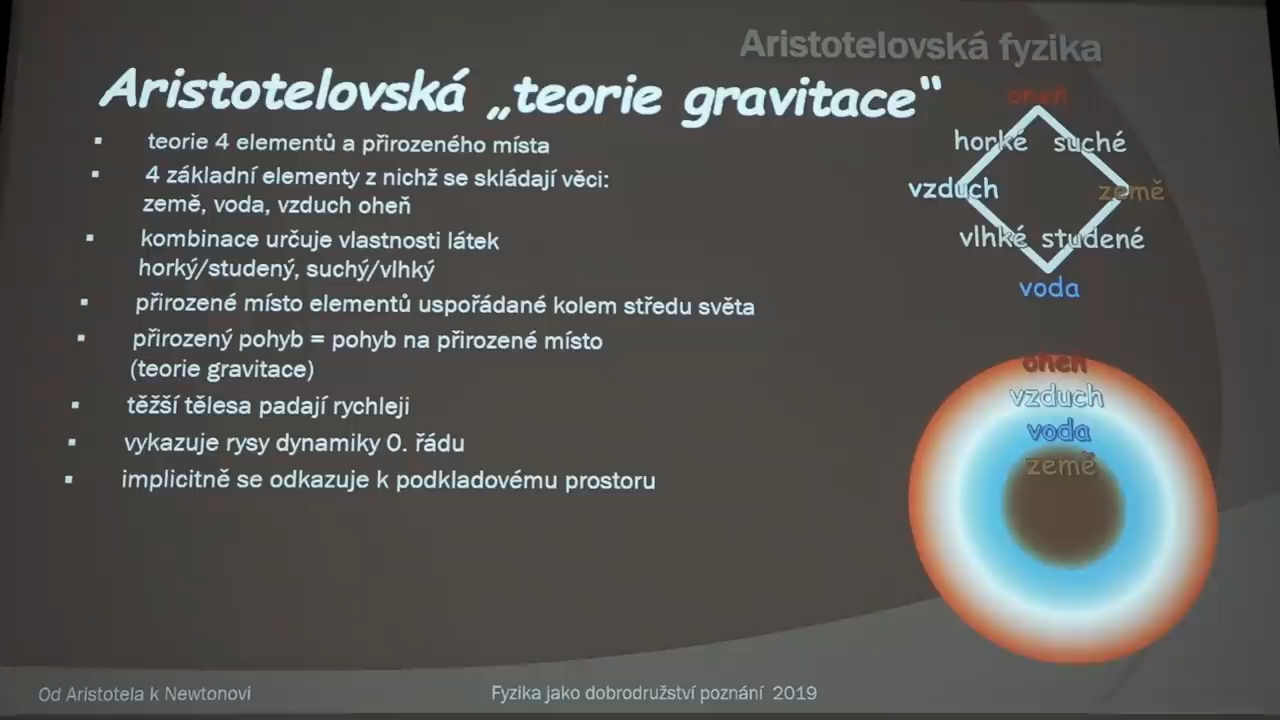 Aristotelovská fyzika
Aristotelovská „teorie gravitace“
▪ teorie 4 elementů a přirozeného místa
▪ 4 základní elementy z nichž se skládají věci:
země, voda, vzduch oheň
▪ kombinace určuje vlastnosti látek
horký/studený, suchý/vlhký
▪ přirozené místo elementů uspořádané kolem středu světa
▪ přirozený pohyb = pohyb na přirozené místo
(teorie gravitace)
▪ těžší tělesa padají rychleji
▪ vykazuje rysy dynamiky 0. řádu
▪ implicitně se odkazuje k podkladovému prostoru
oheň
horké suché
vzduch země
vlhké studené
voda
oheň
vzduch
voda
země
Od Aristotela k Newtonovi
Fyzika jako dobrodružství poznání 2019